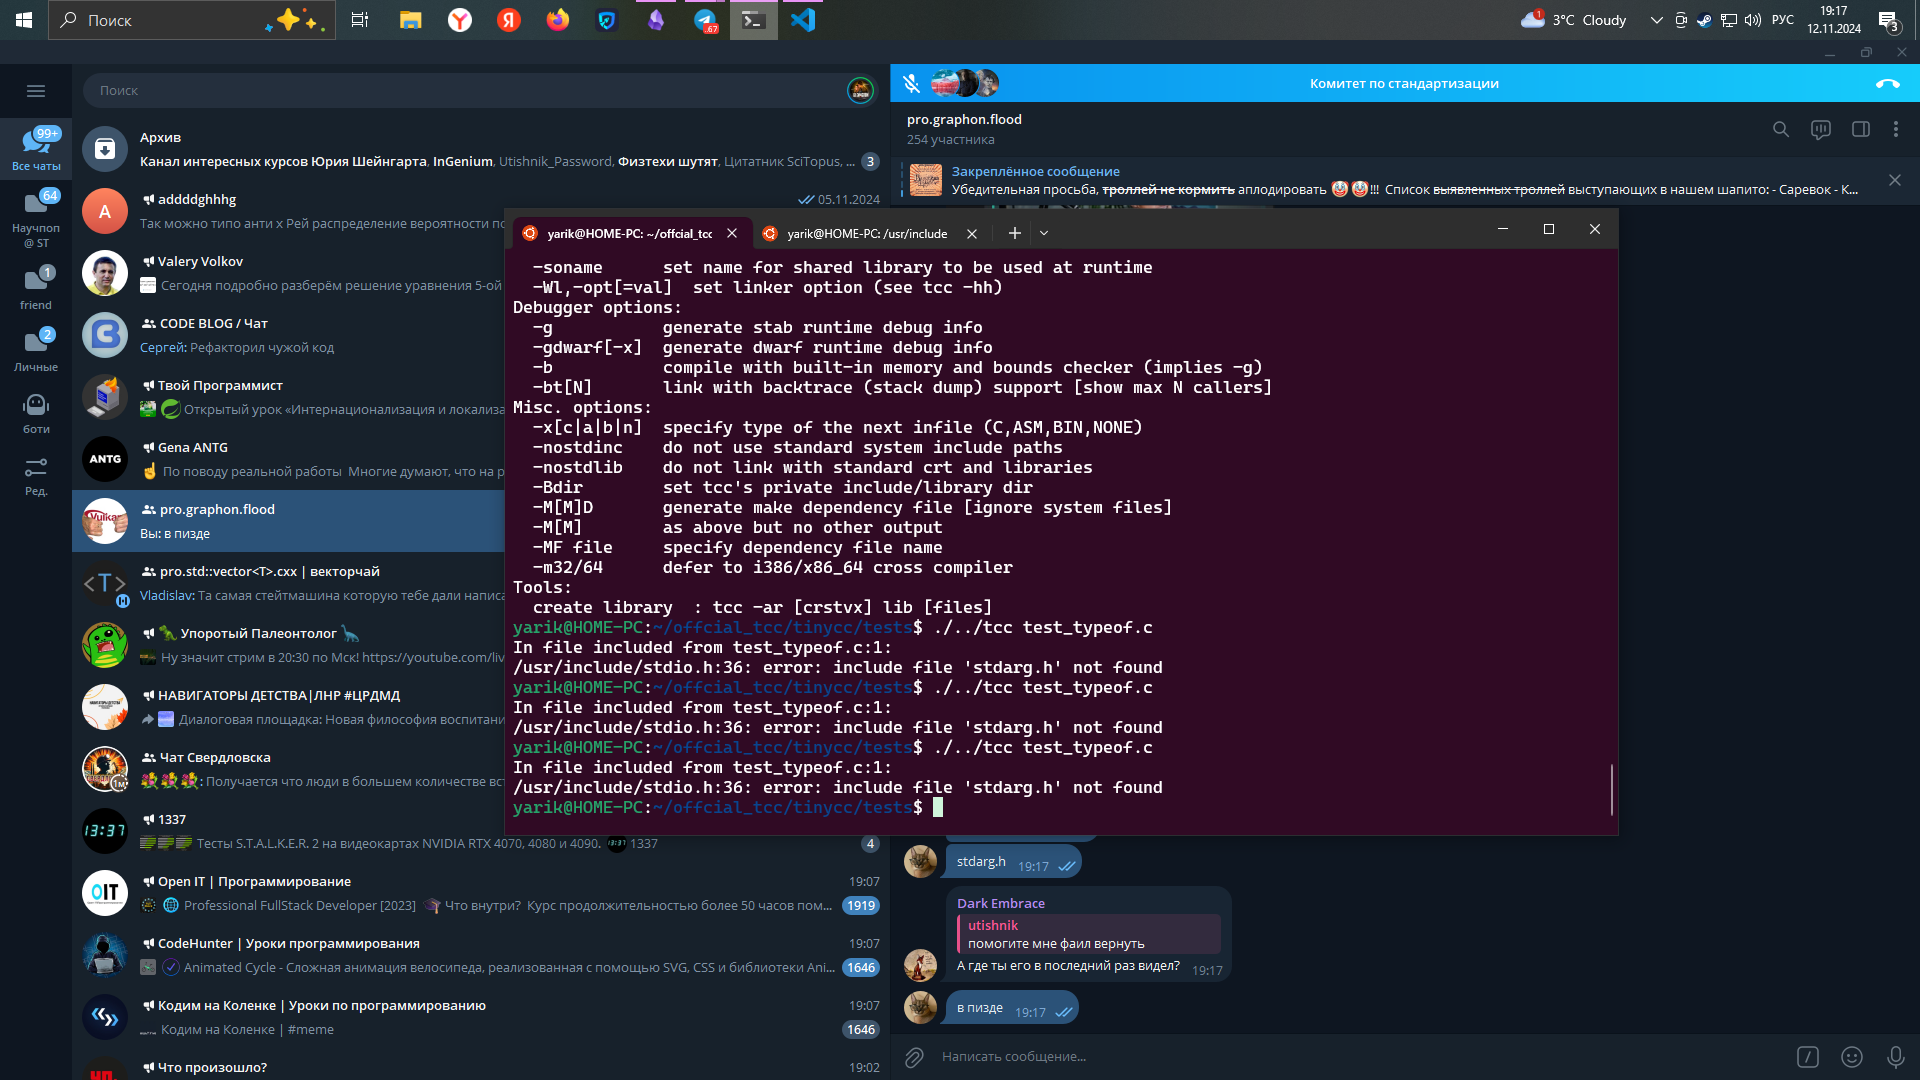 Поиск
3°C Cloudy
РУС
19:17
12.11.2024
3
67
1
Поиск
99+
Все чаты
64
Научпоп
@ ST
1
friend
2
Личные
боти
Ред.
Архив
Канал интересных курсов Юрия Шейнгарта, InGenium, Utishnik_Password, Физтехи шутят, Цитатник SciTopus, ...
3
A
addddghhhg
05.11.2024
Так можно типо анти х Рей распределение вероятности по
Valery Volkov
Сегодня подробно разберём решение уравнения 5-ой
CODE BLOG / Чат
Сергей: Рефакторил чужой код
Твой Программист
Открытый урок «Интернационализация и локализа
ANTG
Gena ANTG
По поводу реальной работы Многие думают, что на р
pro.graphon.flood
Вы: в пизде
<T>
pro.std::vector<T>.cxx | векторчай
Vladislav: Та самая стейтмашина которую тебе дали написа
Упоротый Палеонтолог
Ну значит стрим в 20:30 по Мск! https://youtube.com/liv
НАВИГАТОРЫ ДЕТСТВА|ЛНР #ЦРДМД
Диалоговая площадка: Новая философия воспитани
Чат Свердловска
: Получается что люди в большем количестве вст
13:37
1337
Тесты S.T.A.L.K.E.R. 2 на видеокартах NVIDIA RTX 4070, 4080 и 4090. 1337
4
OIT
Open IT | Программирование
19:07
Professional FullStack Developer [2023] Что внутри? Курс продолжительностью более 50 часов пом...
1919
CodeHunter | Уроки программирования
19:07
Animated Cycle - Сложная анимация велосипеда, реализованная с помощью SVG, CSS и библиотеки Ani...
1646
Кодим на Коленке | Уроки по программированию
19:07
Кодим на Коленке | #meme
1646
Что произошло?
19:02
Комитет по стандартизации
pro.graphon.flood
254 участника
Закреплённое сообщение
Убедительная просьба, троллей не кормить аплодировать 🤡🤡!!! Список выявленных троллей выступающих в нашем шапито: - Саревок - К...
yarik@HOME-PC: ~/offcial_tcc
yarik@HOME-PC: /usr/include
-soname set name for shared library to be used at runtime
-Wl,-opt[=val] set linker option (see tcc -hh)
Debugger options:
-g generate stab runtime debug info
-gdwarf[-x] generate dwarf runtime debug info
-b compile with built-in memory and bounds checker (implies -g)
-bt[N] link with backtrace (stack dump) support [show max N callers]
Misc. options:
-x[c|a|b|n] specify type of the next infile (C,ASM,BIN,NONE)
-nostdinc do not use standard system include paths
-nostdlib do not link with standard crt and libraries
-Bdir set tcc's private include/library dir
-M[M]D generate make dependency file [ignore system files]
-M[M] as above but no other output
-MF file specify dependency file name
-m32/64 defer to i386/x86_64 cross compiler
Tools:
create library : tcc -ar [crstvx] lib [files]
yarik@HOME-PC:~/offcial_tcc/tinycc/tests$ ./../tcc test_typeof.c
In file included from test_typeof.c:1:
/usr/include/stdio.h:36: error: include file 'stdarg.h' not found
yarik@HOME-PC:~/offcial_tcc/tinycc/tests$ ./../tcc test_typeof.c
In file included from test_typeof.c:1:
/usr/include/stdio.h:36: error: include file 'stdarg.h' not found
yarik@HOME-PC:~/offcial_tcc/tinycc/tests$ ./../tcc test_typeof.c
In file included from test_typeof.c:1:
/usr/include/stdio.h:36: error: include file 'stdarg.h' not found
yarik@HOME-PC:~/offcial_tcc/tinycc/tests$
stdarg.h 19:17
Dark Embrace
utishnik
помогите мне фаил вернуть
А где ты его в последний раз видел? 19:17
в пизде 19:17
Написать сообщение...